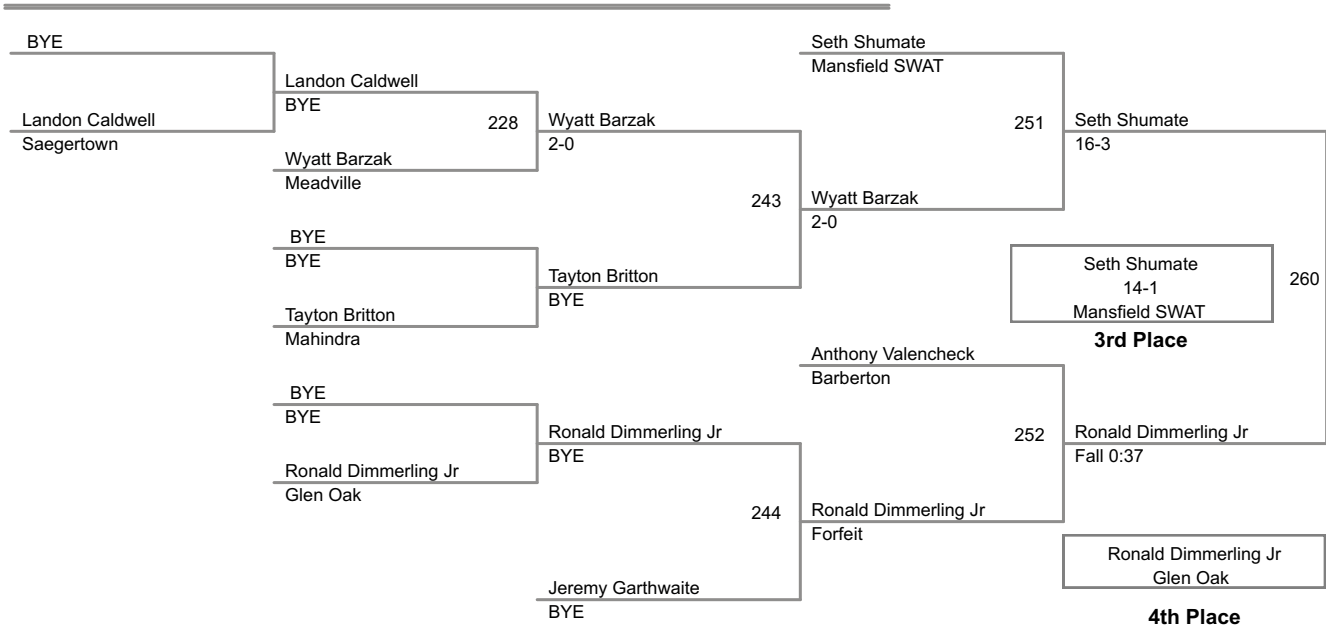 BYE
Landon Caldwell
Saegertown
Landon Caldwell
BYE
228
Wyatt Barzak
Meadville
BYE
BYE
Tayton Britton
Mahindra
BYE
BYE
Ronald Dimmerling Jr
Glen Oak
Wyatt Barzak
2-0
243
Tayton Britton
BYE
Ronald Dimmerling Jr
BYE
244
Jeremy Garthwaite
BYE
Seth Shumate
Mansfield SWAT
251
Wyatt Barzak
2-0
Anthony Valencheck
Barberton
252
Ronald Dimmerling Jr
Forfeit
Seth Shumate
16-3
Seth Shumate
14-1
Mansfield SWAT
260
3rd Place
Ronald Dimmerling Jr
Fall 0:37
Ronald Dimmerling Jr
Glen Oak
4th Place